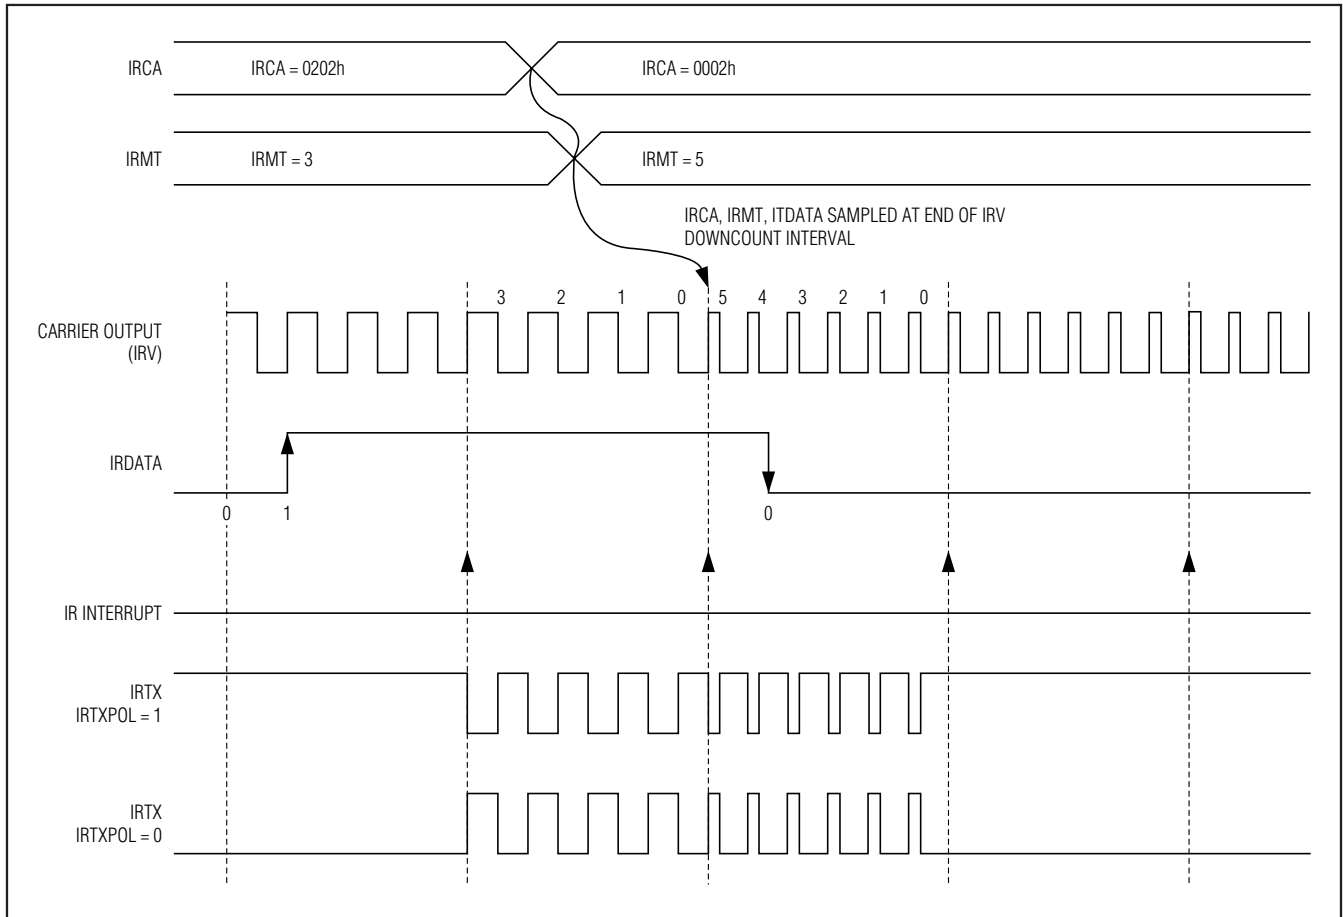 IRCA
IRCA = 0202h
IRCA = 0002h
IRMT
IRMT = 3
IRMT = 5
IRCA, IRMT, ITDATA SAMPLED AT END OF IRV
DOWNCOUNT INTERVAL
3 2 1 0 5 4 3 2 1 0
CARRIER OUTPUT
(IRV)
IRDATA
0 1 0
IR INTERRUPT
IRTX
IRTXPOL = 1
IRTX
IRTXPOL = 0